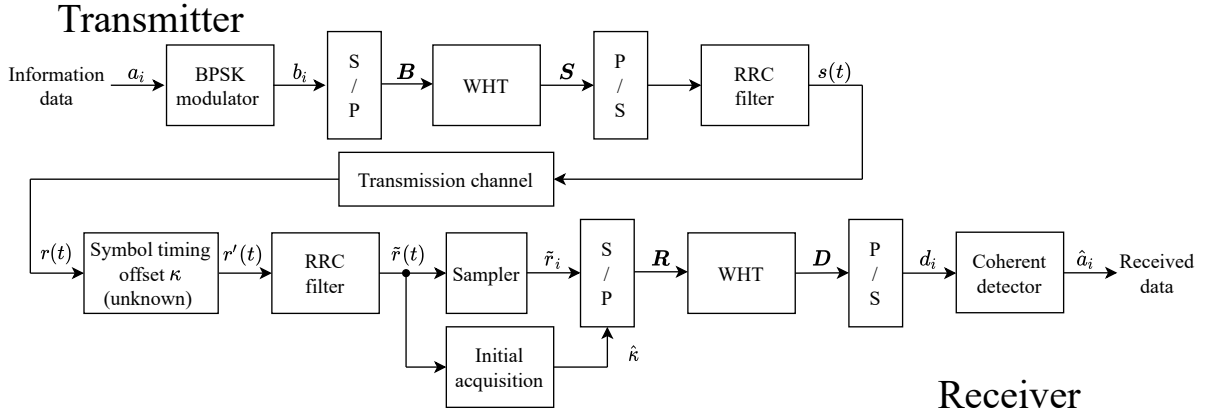 Transmitter
Information
data
a_i
BPSK
modulator
b_i
S
/
P
B
WHT
S
P
/
S
RRC
filter
s(t)
Transmission channel
r(t)
Symbol timing
offset κ
(unknown)
r′(t)
RRC
filter
r̃(t)
Sampler
r̃_i
S
/
P
R
WHT
D
P
/
S
d_i
Coherent
detector
â_i
Received
data
Initial
acquisition
κ̂
Receiver